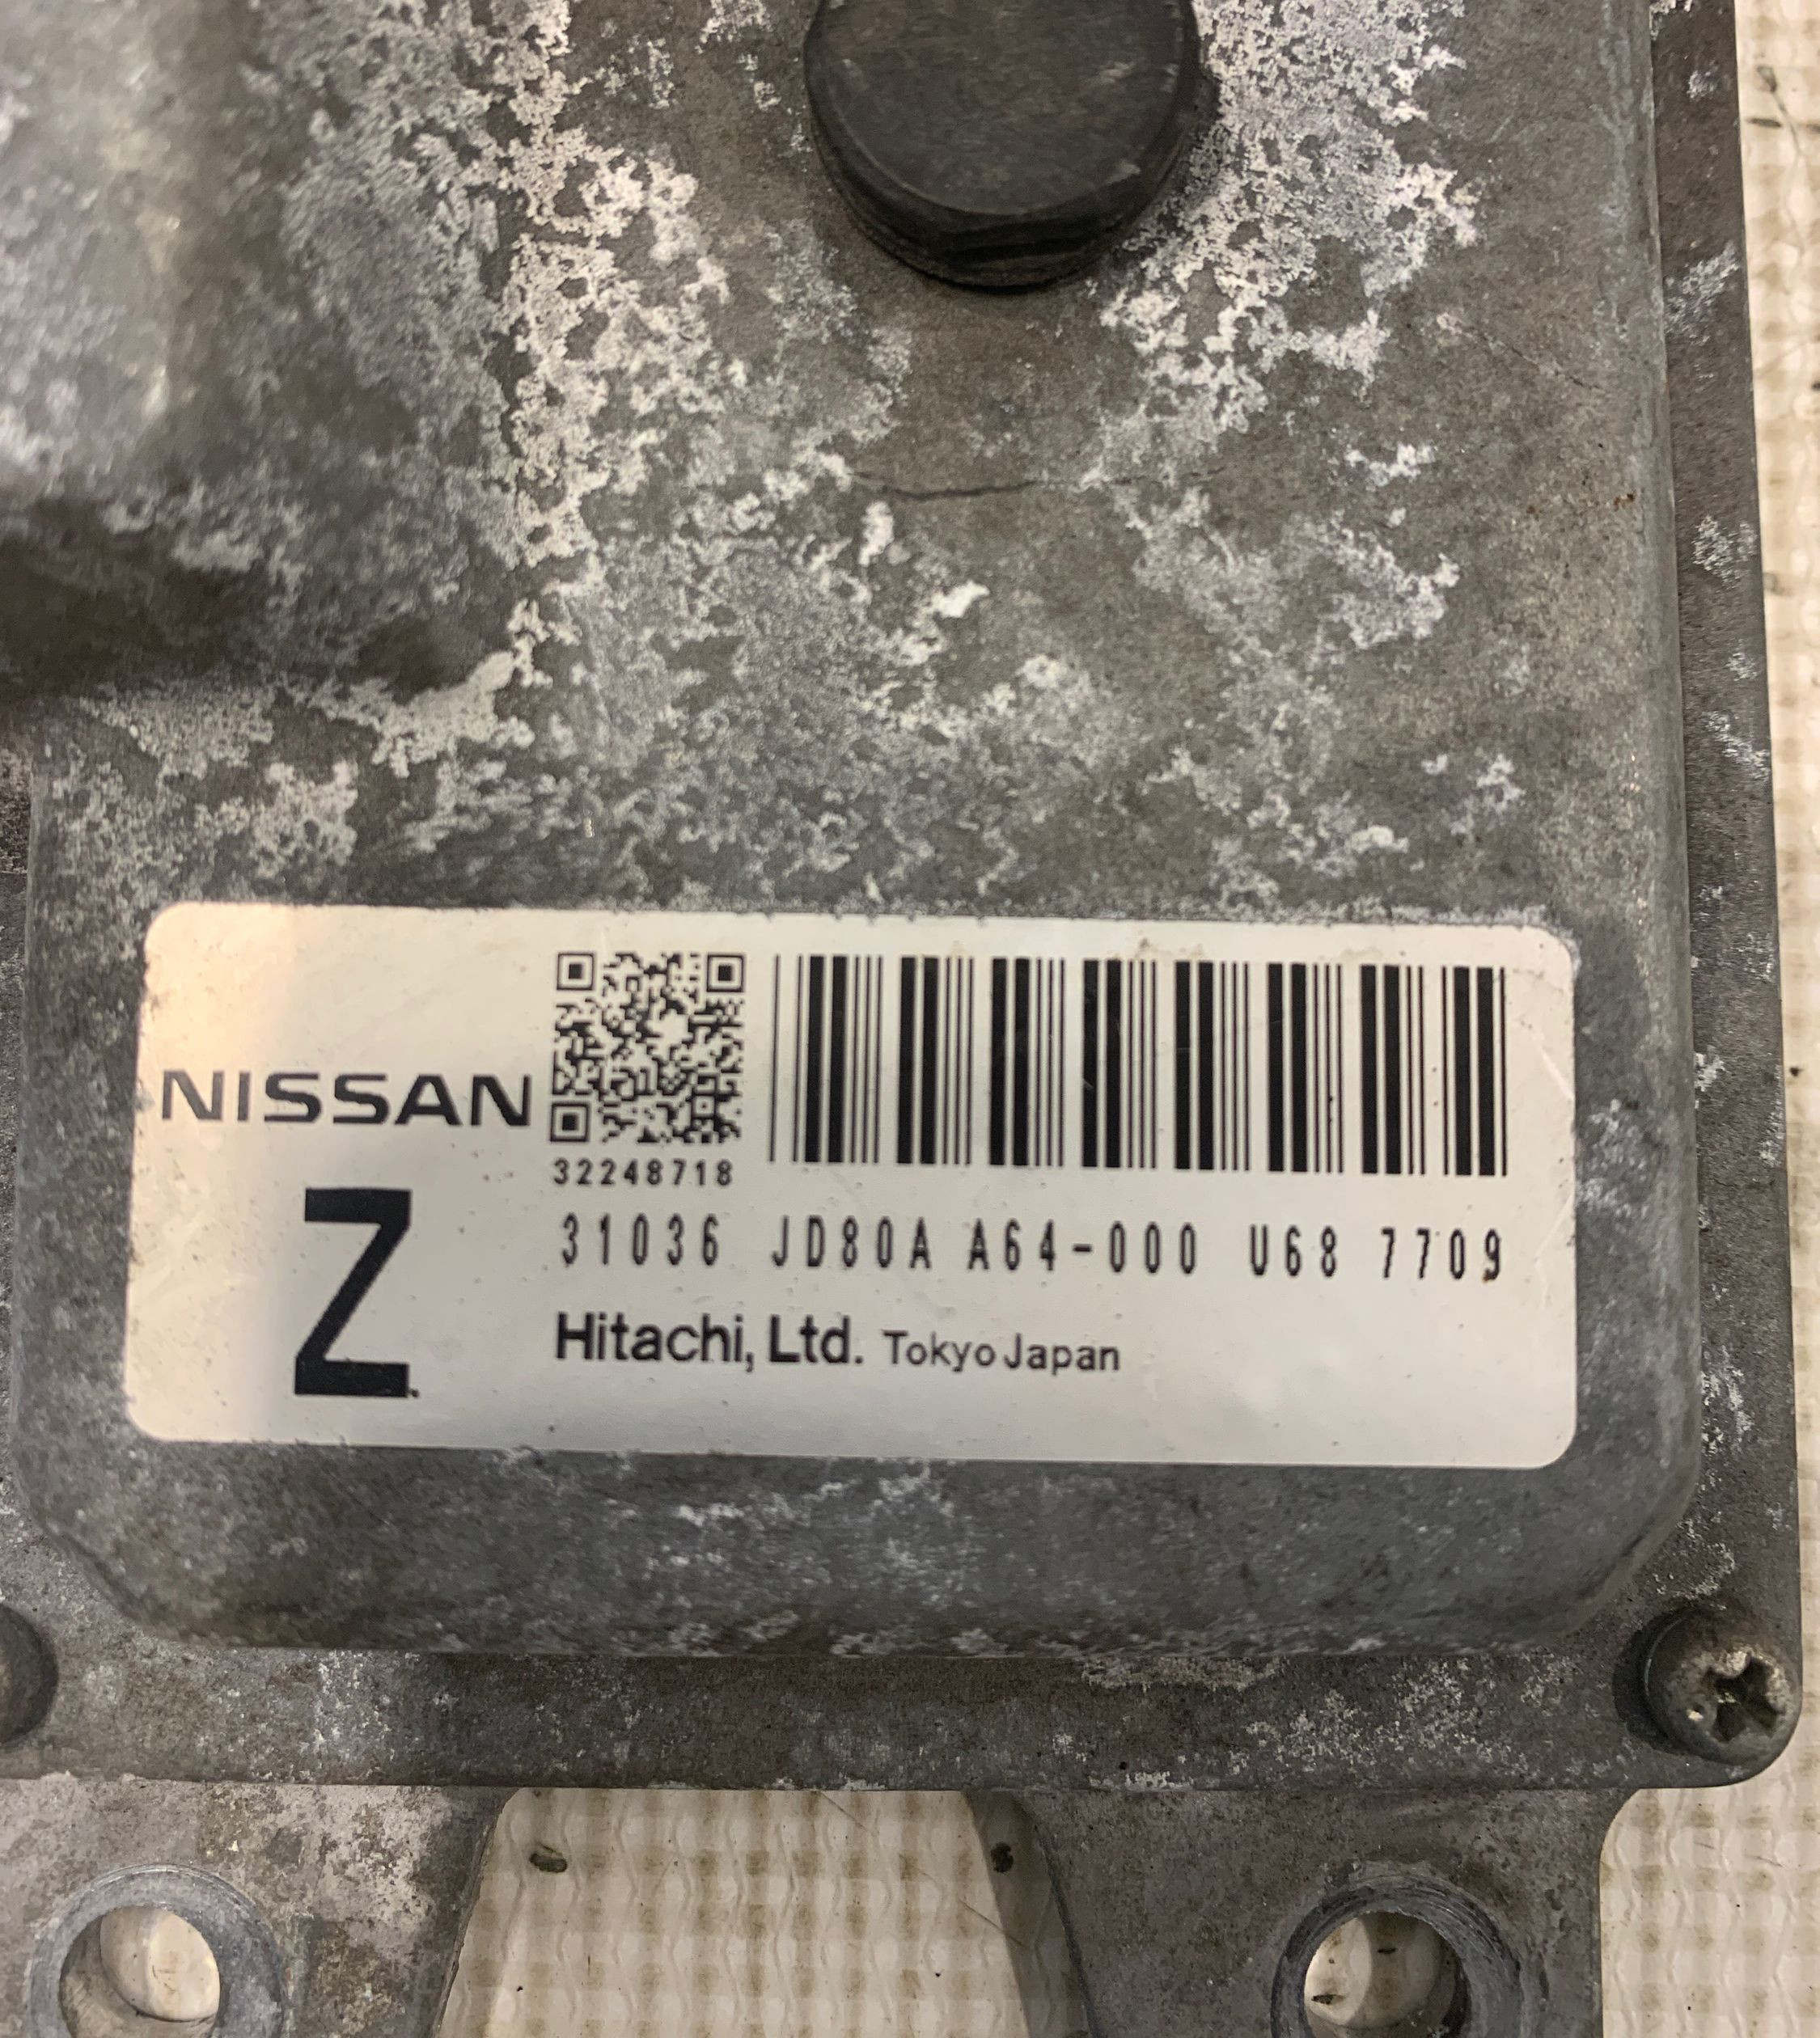 NISSAN
32248718
Z
31036 JD80A A64-000 U68 7709
Hitachi, Ltd. Tokyo Japan